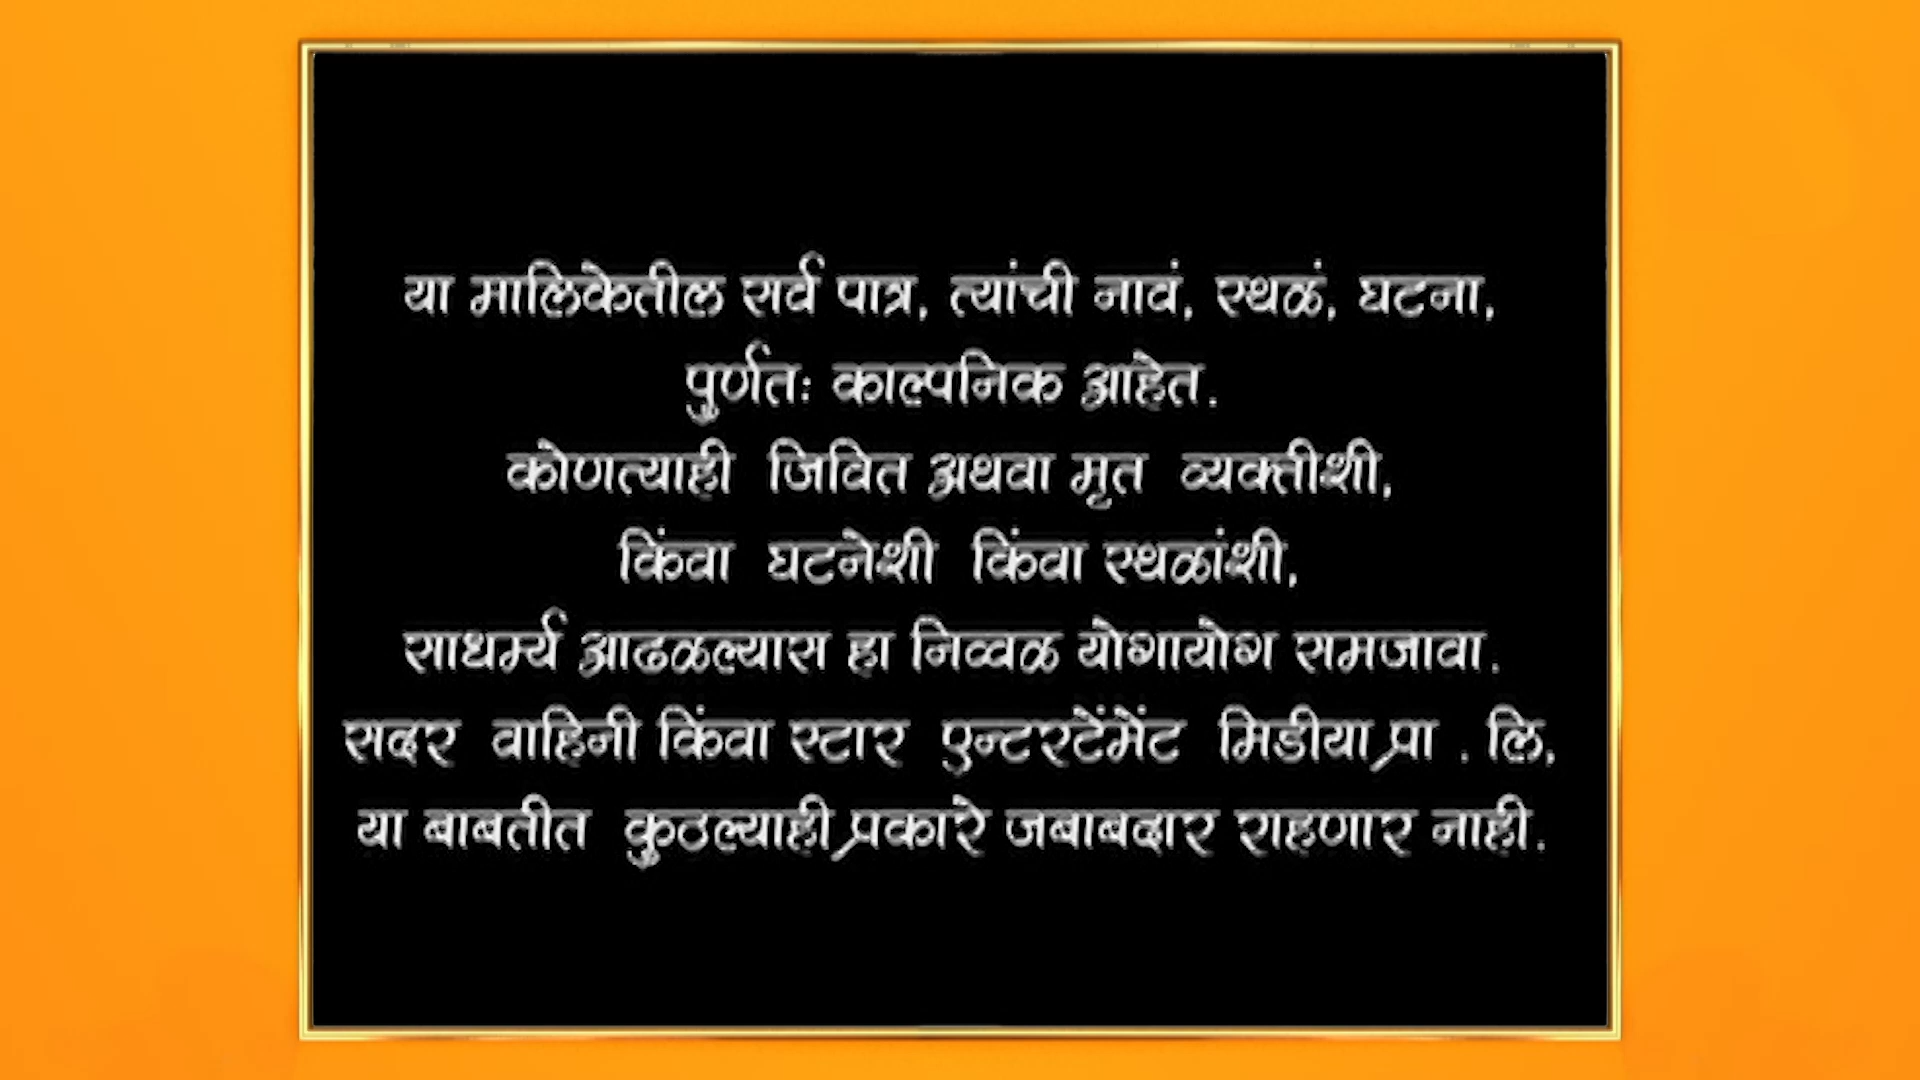 या मालिकेतील सर्व पात्र, त्यांची नावं, स्थळं, घटना,
पुर्णतः काल्पनिक आहेत.
कोणत्याही जिवित अथवा मृत व्यक्तीशी,
किंवा घटनेशी किंवा स्थळांशी,
साधर्म्य आढळल्यास हा निव्वळ योगायोग समजावा.
सदर वाहिनी किंवा स्टार एन्टरटेंमेंट मिडीया प्रा . लि,
या बाबतीत कुठल्याही प्रकारे जबाबदार राहणार नाही.